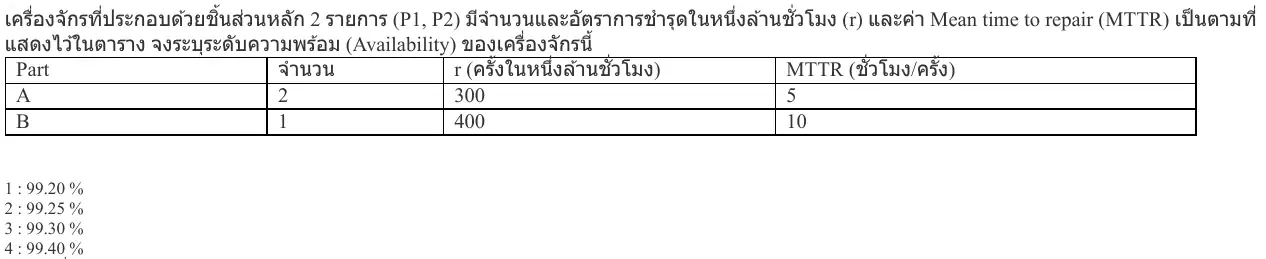 เครื่องจักรที่ประกอบด้วยชิ้นส่วนหลัก 2 รายการ (P1, P2) มีจำนวนและอัตราการชำรุดในหนึ่งล้านชั่วโมง (r) และค่า Mean time to repair (MTTR) เป็นตามที่
แสดงไว้ในตาราง จงระบุระดับความพร้อม (Availability) ของเครื่องจักรนี้
Part จำนวน r (ครั้งในหนึ่งล้านชั่วโมง) MTTR (ชั่วโมง/ครั้ง)
A 2 300 5
B 1 400 10
1 : 99.20 %
2 : 99.25 %
3 : 99.30 %
4 : 99.40 %